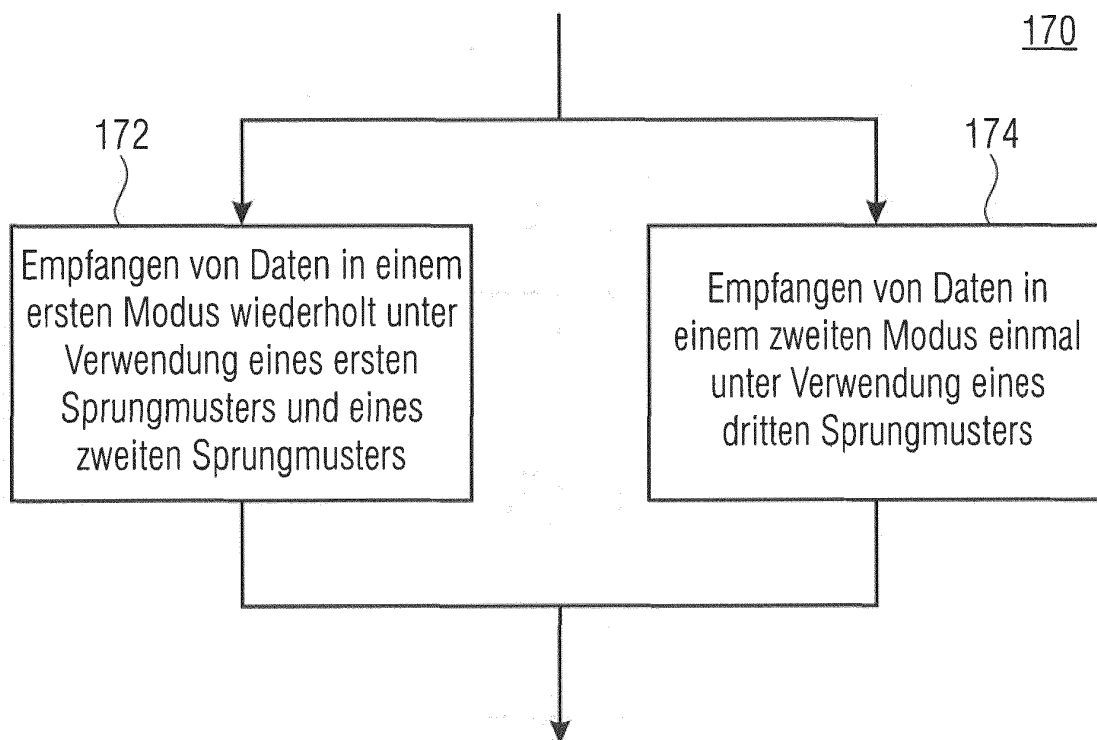 170
172
174
Empfangen von Daten in einem
ersten Modus wiederholt unter
Verwendung eines ersten
Sprungmusters und eines
zweiten Sprungmusters
Empfangen von Daten in
einem zweiten Modus einmal
unter Verwendung eines
dritten Sprungmusters